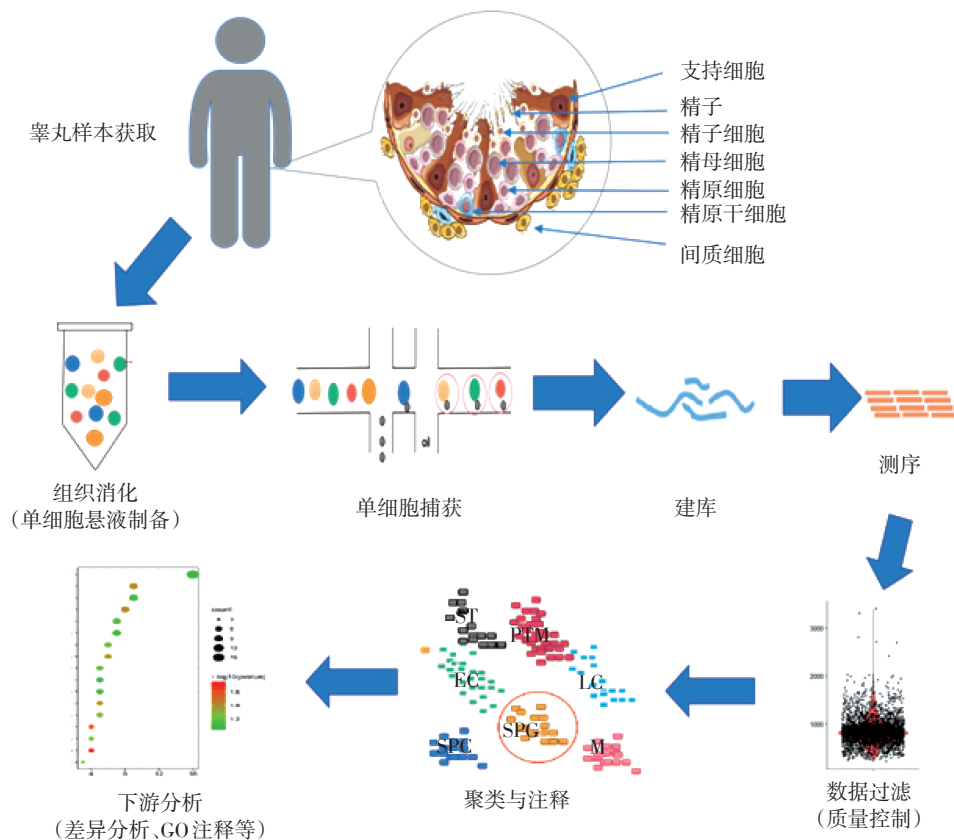 睾丸样本获取
支持细胞
精子
精子细胞
精母细胞
精原细胞
精原干细胞
间质细胞
组织消化
（单细胞悬液制备）
单细胞捕获
建库
测序
ST
PTM
EC
LC
SPG
SPC
M
3000
2000
1000
下游分析
（差异分析、GO注释等）
聚类与注释
数据过滤
（质量控制）